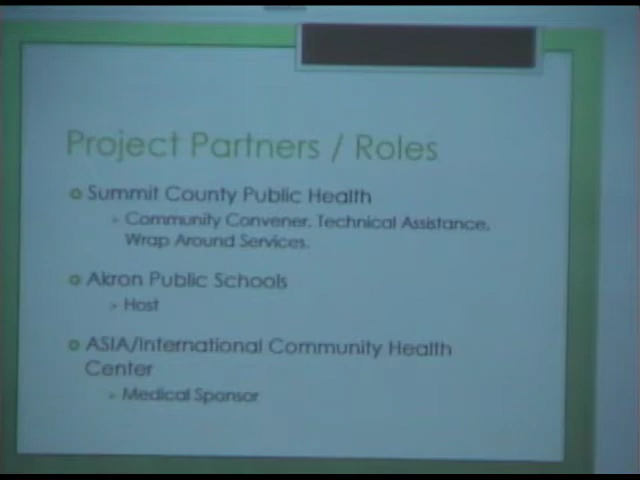 Project Partners / Roles
Summit County Public Health
Community Convener, Technical Assistance,
Wrap Around Services.
Akron Public Schools
Host
ASIA/International Community Health
Center
Medical Sponsor